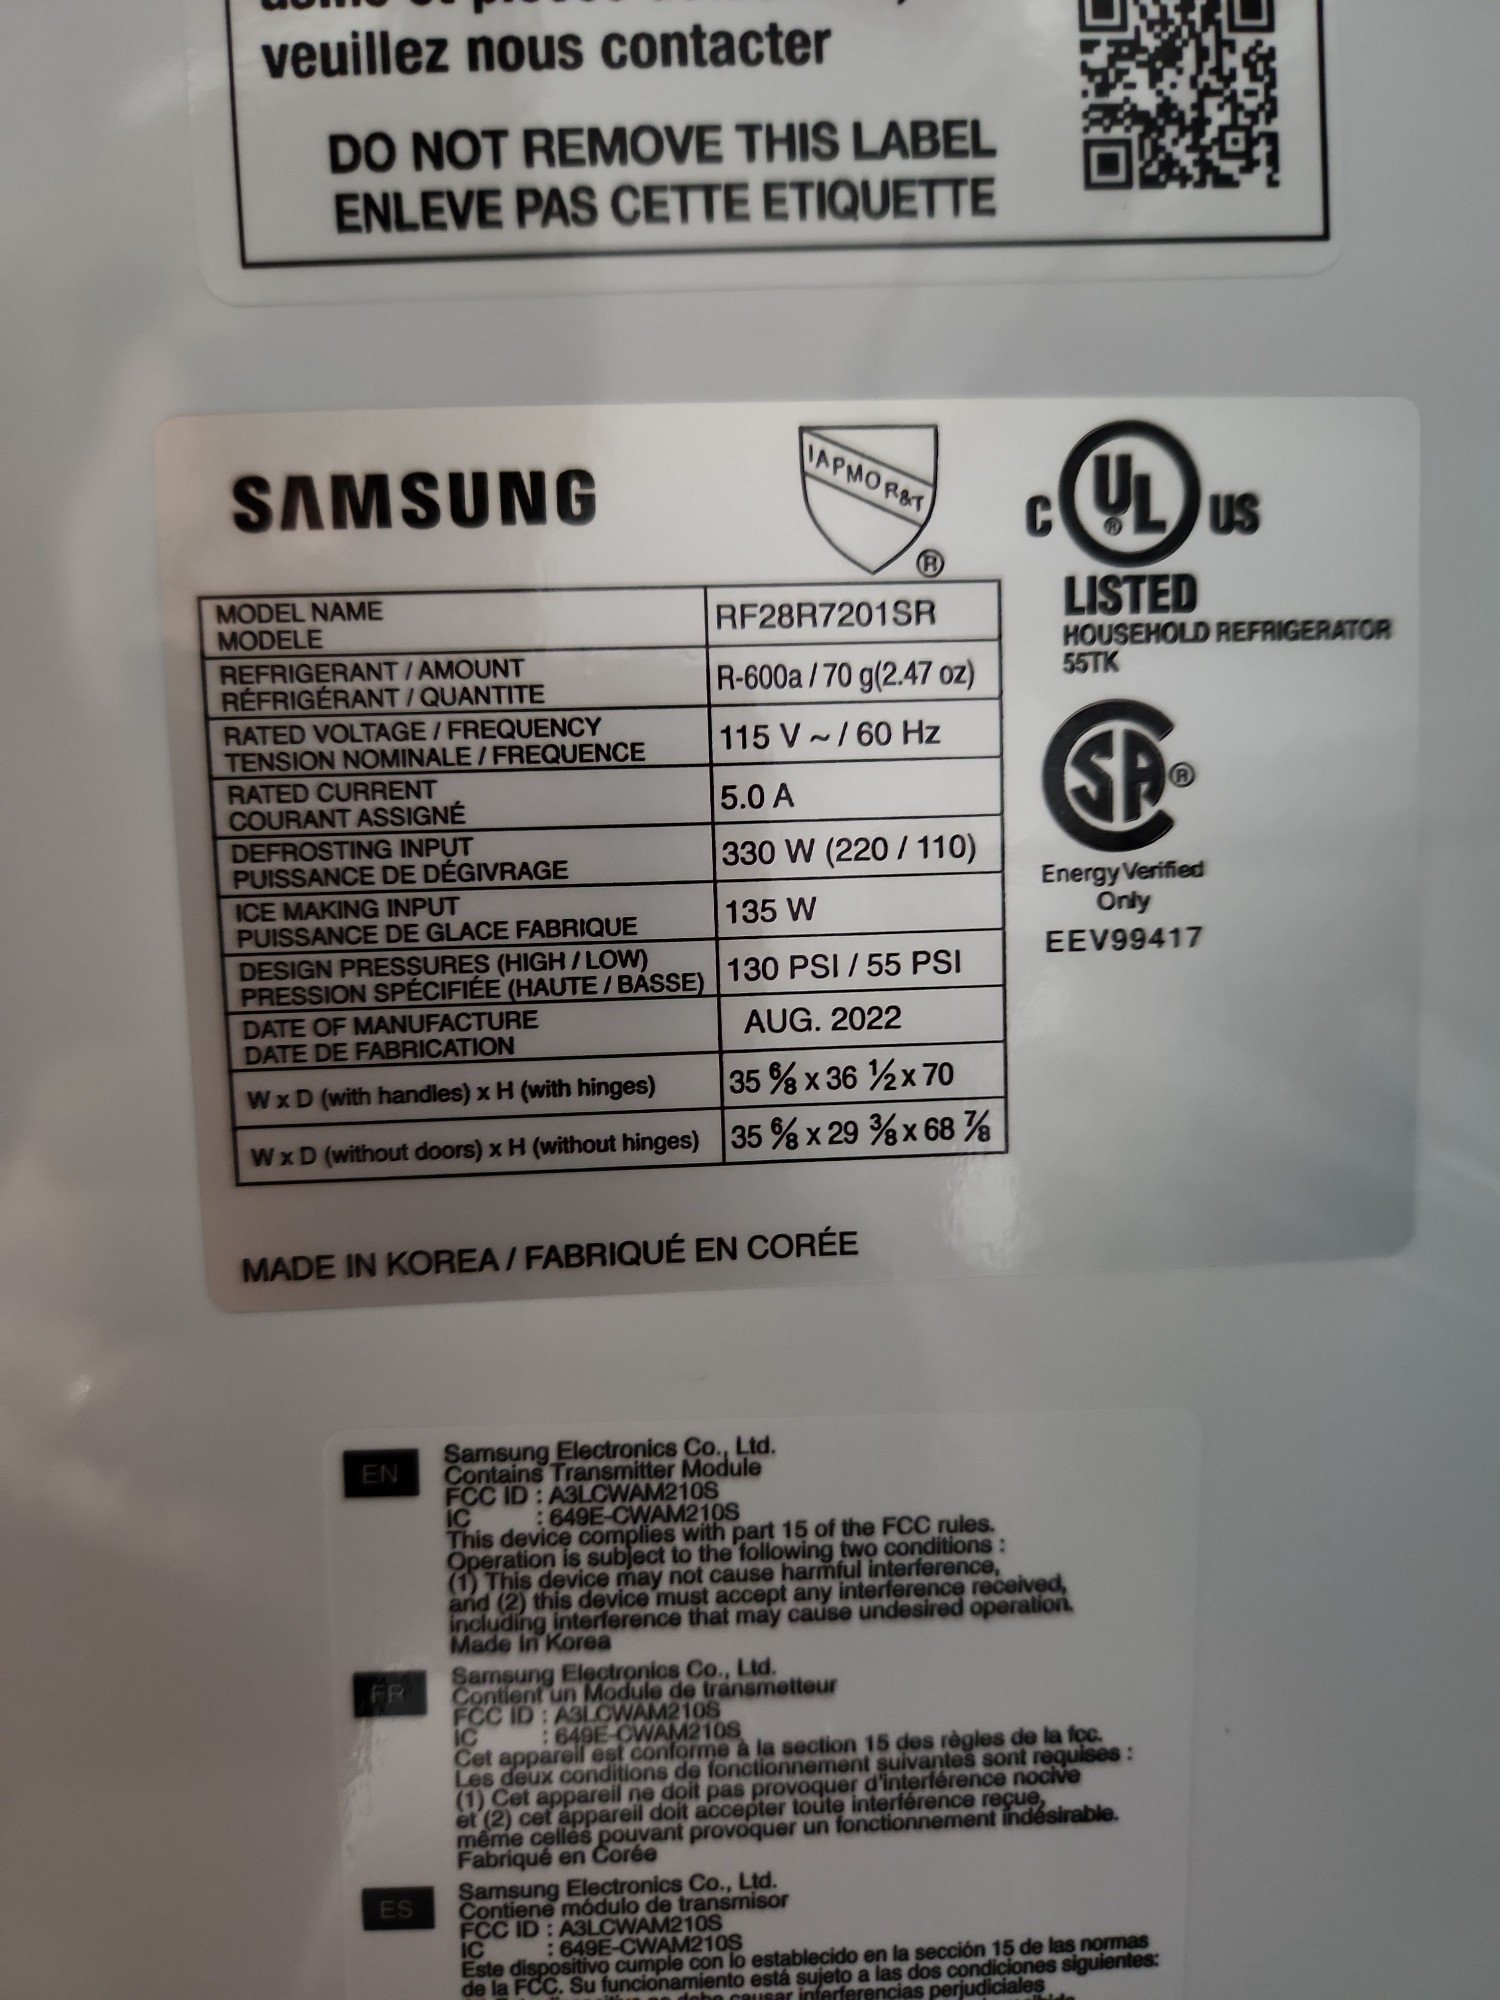 veuillez nous contacter
DO NOT REMOVE THIS LABEL
ENLEVE PAS CETTE ETIQUETTE
SAMSUNG
IAPMO R&T
®
C UL ® US
LISTED
HOUSEHOLD REFRIGERATOR
55TK
SA ®
Energy Verified
Only
EEV99417
MODEL NAME
MODELE
RF28R7201SR
REFRIGERANT / AMOUNT
RÉFRIGÉRANT / QUANTITE
R-600a / 70 g(2.47 oz)
RATED VOLTAGE / FREQUENCY
TENSION NOMINALE / FREQUENCE
115 V ~ / 60 Hz
RATED CURRENT
COURANT ASSIGNÉ
5.0 A
DEFROSTING INPUT
PUISSANCE DE DÉGIVRAGE
330 W (220 / 110)
ICE MAKING INPUT
PUISSANCE DE GLACE FABRIQUE
135 W
DESIGN PRESSURES (HIGH / LOW)
PRESSION SPÉCIFIÉE (HAUTE / BASSE)
130 PSI / 55 PSI
DATE OF MANUFACTURE
DATE DE FABRICATION
AUG. 2022
W x D (with handles) x H (with hinges)
35 6/8 x 36 1/2 x 70
W x D (without doors) x H (without hinges)
35 6/8 x 29 3/8 x 68 7/8
MADE IN KOREA / FABRIQUÉ EN CORÉE
EN
Samsung Electronics Co., Ltd.
Contains Transmitter Module
FCC ID : A3LCWAM210S
IC : 649E-CWAM210S
This device complies with part 15 of the FCC rules.
Operation is subject to the following two conditions :
(1) This device may not cause harmful interference,
and (2) this device must accept any interference received,
including interference that may cause undesired operation.
Made In Korea
FR
Samsung Electronics Co., Ltd.
Contient un Module de transmetteur
FCC ID : A3LCWAM210S
IC : 649E-CWAM210S
Cet appareil est conforme à la section 15 des règles de la fcc.
Les deux conditions de fonctionnement suivantes sont requises :
(1) Cet appareil ne doit pas provoquer d'interférence nocive
et (2) cet appareil doit accepter toute interférence reçue,
même celles pouvant provoquer un fonctionnement indésirable.
Fabriqué en Corée
ES
Samsung Electronics Co., Ltd.
Contiene módulo de transmisor
FCC ID : A3LCWAM210S
IC : 649E-CWAM210S
Este dispositivo cumple con lo establecido en la sección 15 de las normas
de la FCC. Su funcionamiento está sujeto a las dos condiciones siguientes:
causar interferencias perjudiciales